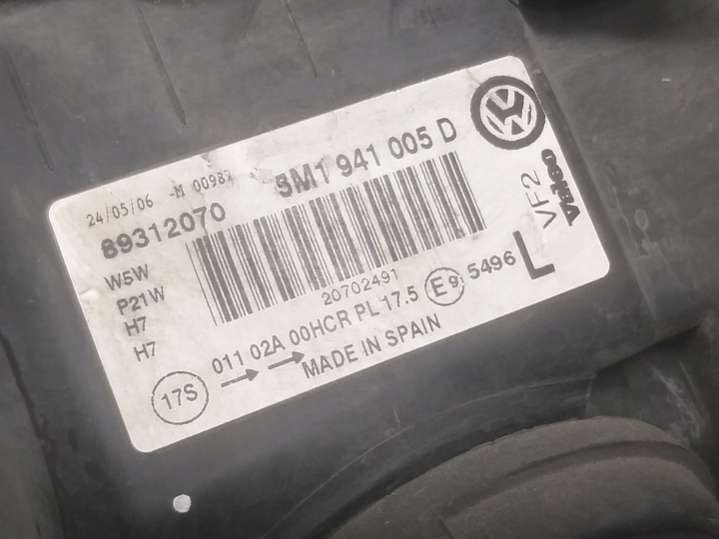 24/05/06 -M 00987
5M1 941 005 D
89312070
W5W
P21W
H7
H7
20702491
VF2
011 02A 00HCR PL 17.5 E9 5496
L
17S
MADE IN SPAIN